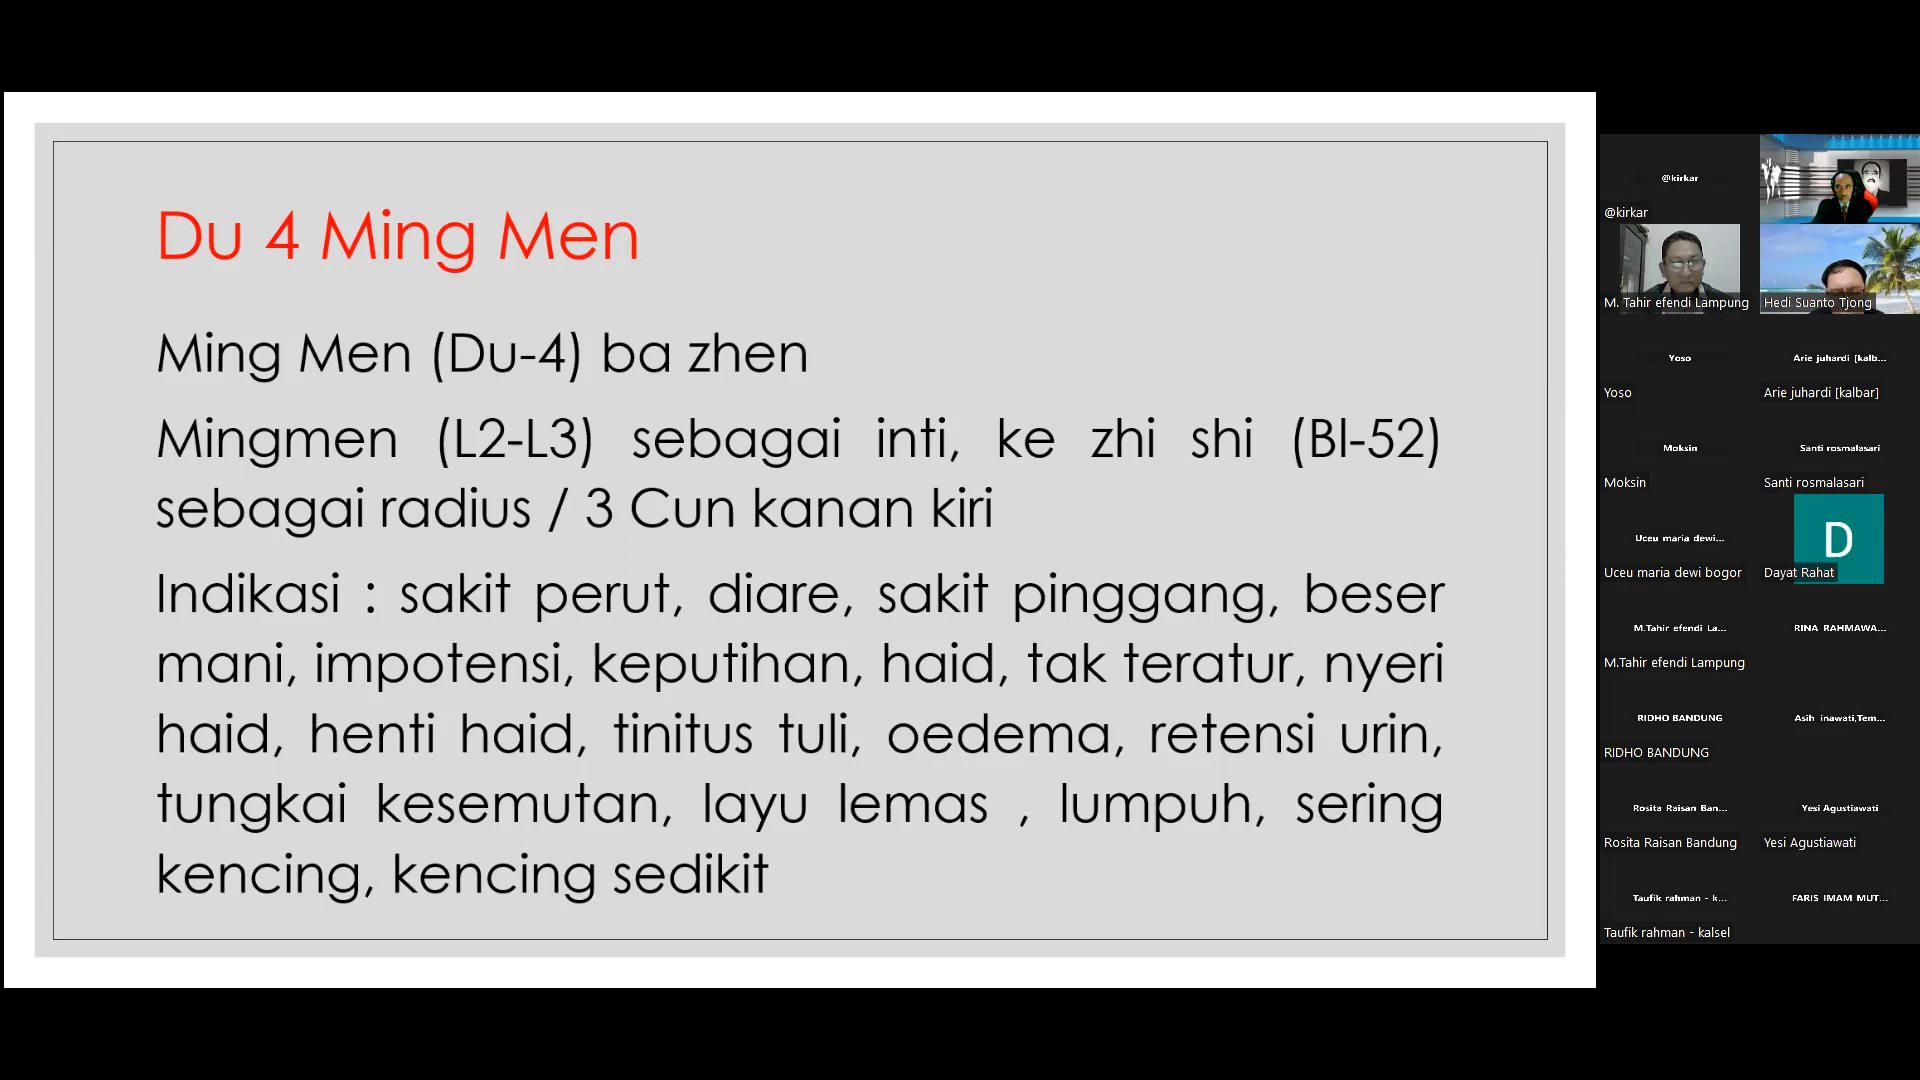 Du 4 Ming Men
Ming Men (Du-4) ba zhen
Mingmen (L2-L3) sebagai inti, ke zhi shi (Bl-52)
sebagai radius / 3 Cun kanan kiri
Indikasi : sakit perut, diare, sakit pinggang, beser
mani, impotensi, keputihan, haid, tak teratur, nyeri
haid, henti haid, tinitus tuli, oedema, retensi urin,
tungkai kesemutan, layu lemas , lumpuh, sering
kencing, kencing sedikit
@kirkar
@kirkar
M. Tahir efendi Lampung
Hedi Suanto Tjong
Yoso
Yoso
Arie juhardi [kalb...
Arie juhardi [kalbar]
Moksin
Moksin
Santi rosmalasari
Santi rosmalasari
Uceu maria dewi...
Uceu maria dewi bogor
D
Dayat Rahat
M.Tahir efendi La...
M.Tahir efendi Lampung
RINA RAHMAWA...
RIDHO BANDUNG
RIDHO BANDUNG
Asih inawati,Tem...
Rosita Raisan Ban...
Rosita Raisan Bandung
Yesi Agustiawati
Yesi Agustiawati
Taufik rahman - k...
Taufik rahman - kalsel
FARIS IMAM MUT...